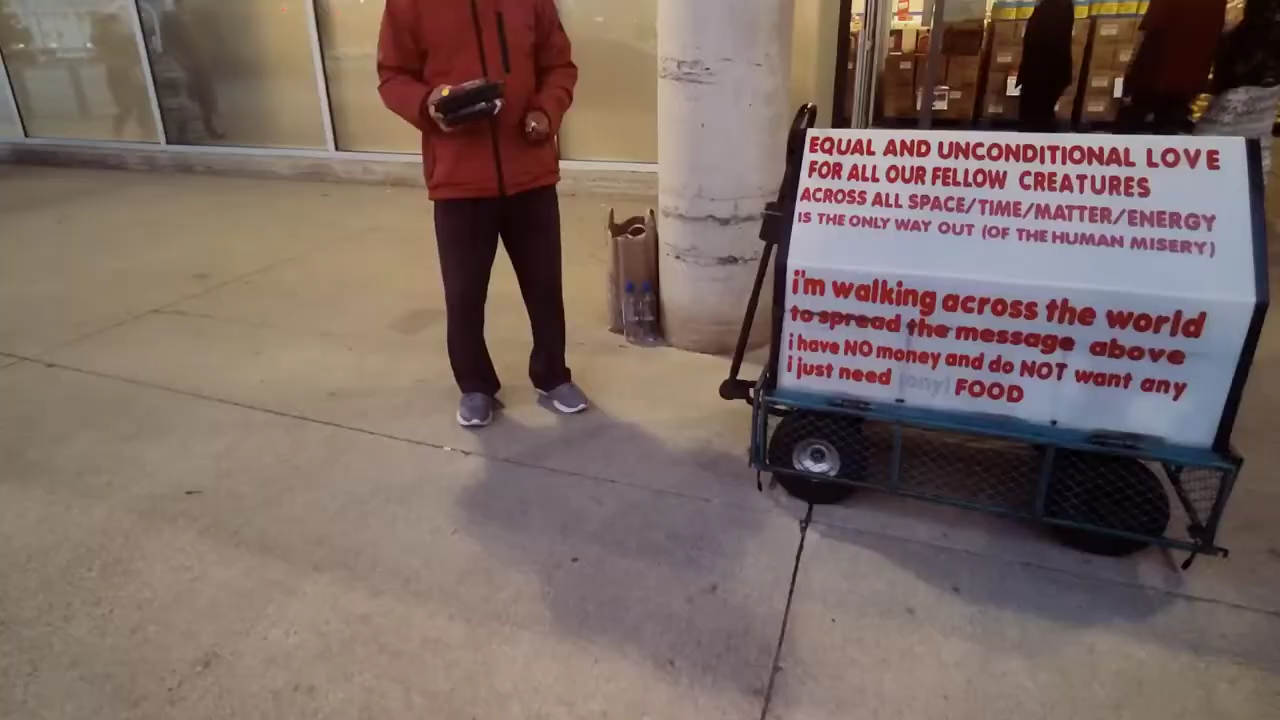 EQUAL AND UNCONDITIONAL LOVE
FOR ALL OUR FELLOW CREATURES
ACROSS ALL SPACE/TIME/MATTER/ENERGY
IS THE ONLY WAY OUT (OF THE HUMAN MISERY)
i'm walking across the world
to spread the message above
i have NO money and do NOT want any
i just need (only) FOOD